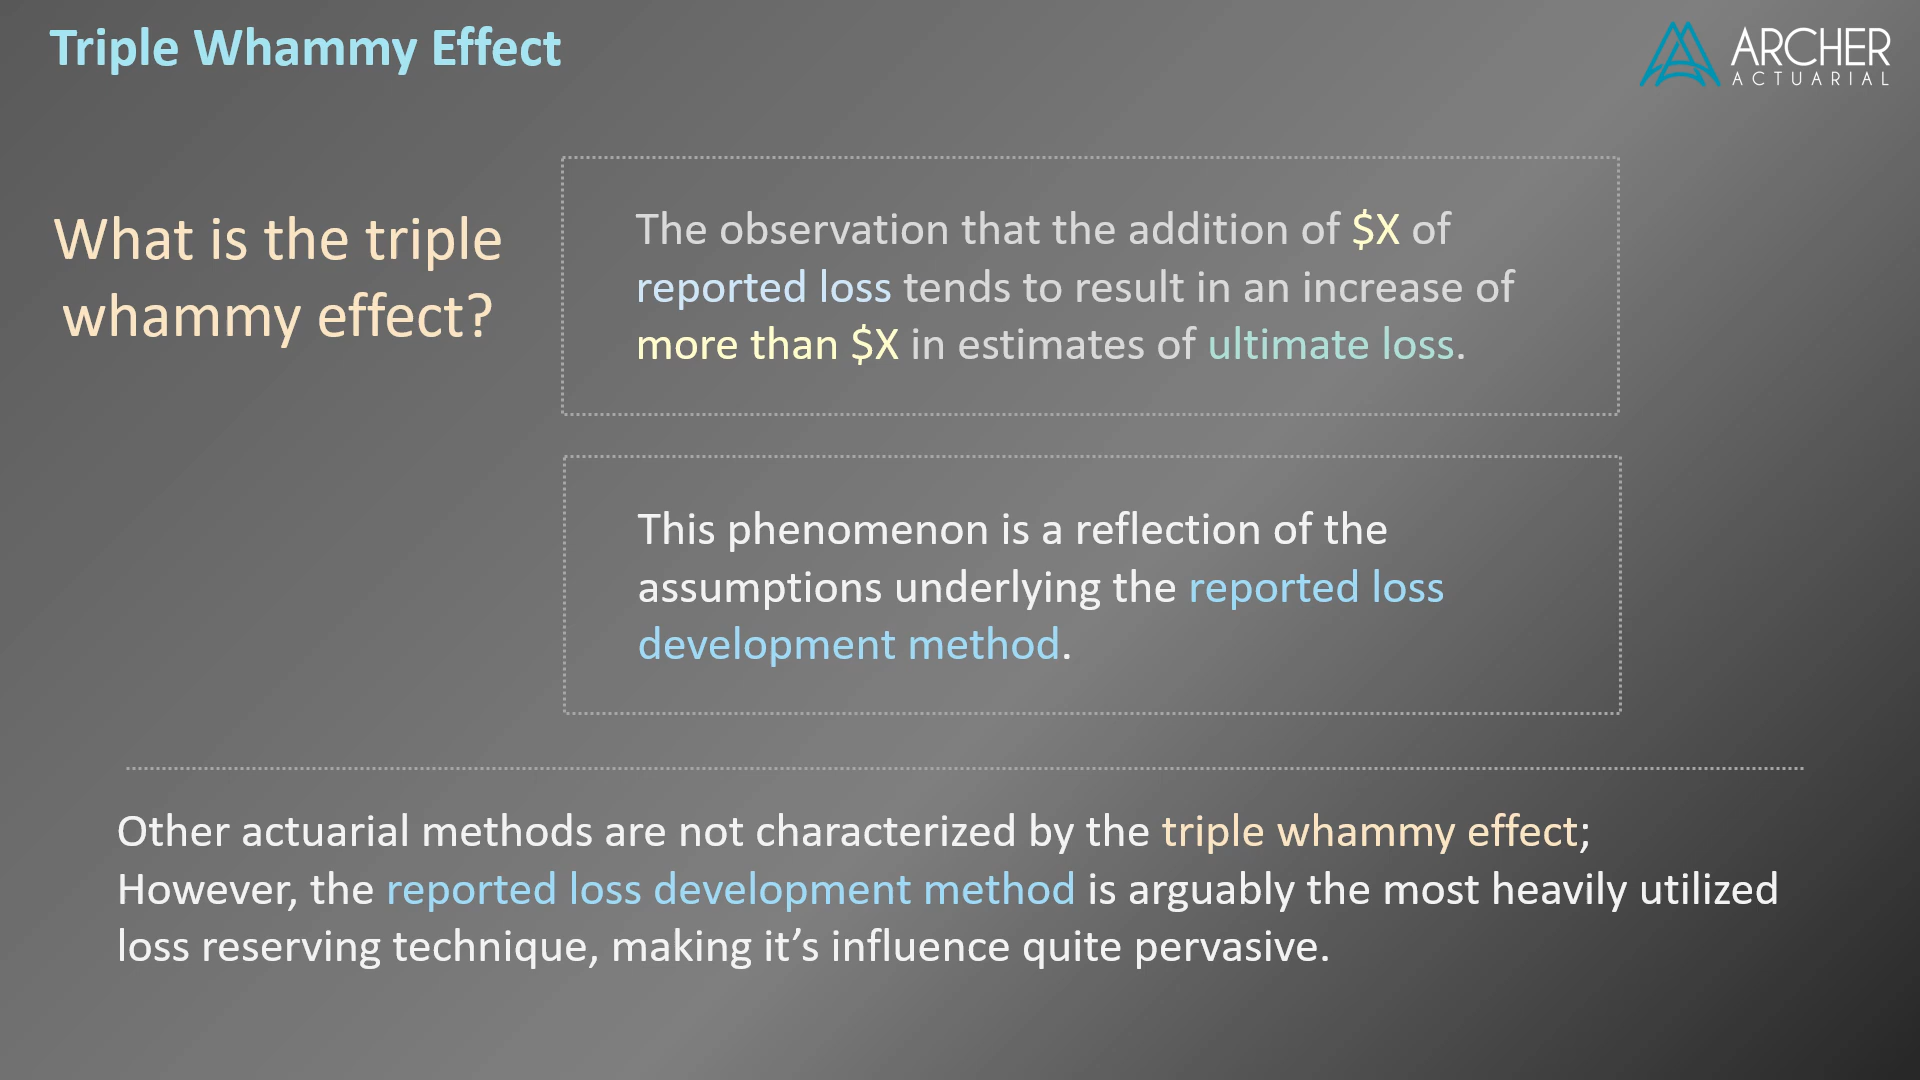 Triple Whammy Effect
ARCHER
ACTUARIAL
What is the triple
whammy effect?
The observation that the addition of $X of
reported loss tends to result in an increase of
more than $X in estimates of ultimate loss.
This phenomenon is a reflection of the
assumptions underlying the reported loss
development method.
Other actuarial methods are not characterized by the triple whammy effect;
However, the reported loss development method is arguably the most heavily utilized
loss reserving technique, making it’s influence quite pervasive.